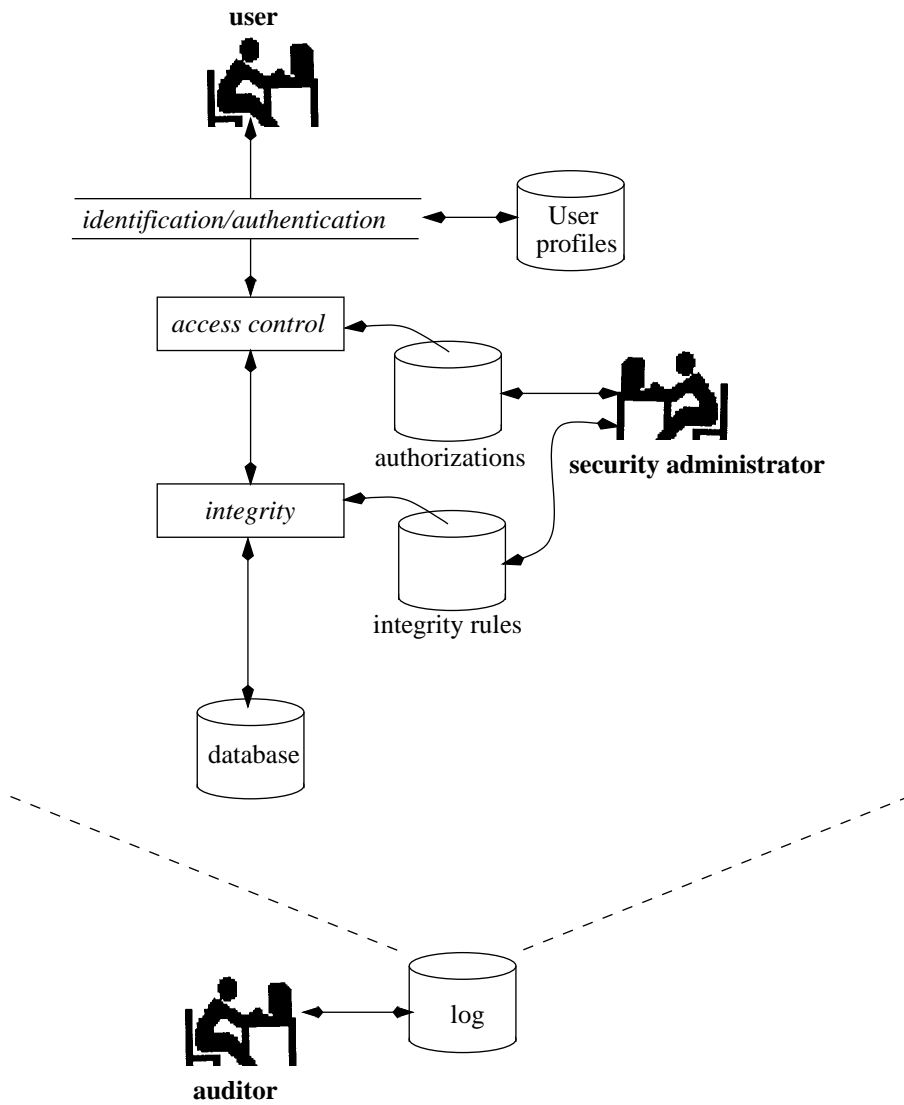 user
identification/authentication
User
profiles
access control
authorizations
security administrator
integrity
integrity rules
database
log
auditor